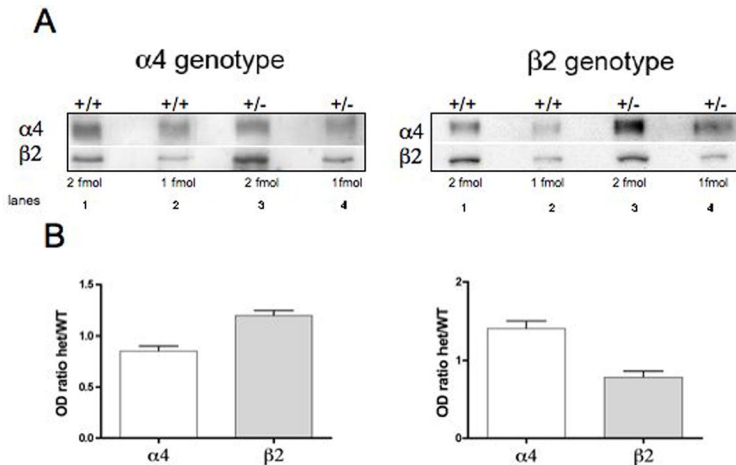 A
α4 genotype
+/+ +/+ +/- +/-
α4
β2
2 fmol 1 fmol 2 fmol 1fmol
lanes 1 2 3 4
β2 genotype
+/+ +/+ +/- +/-
α4
β2
2 fmol 1 fmol 2 fmol 1fmol
1 2 3 4
B
OD ratio het/WT
1.5
1.0
0.5
0.0
α4 β2
OD ratio het/WT
2
1
0
α4 β2